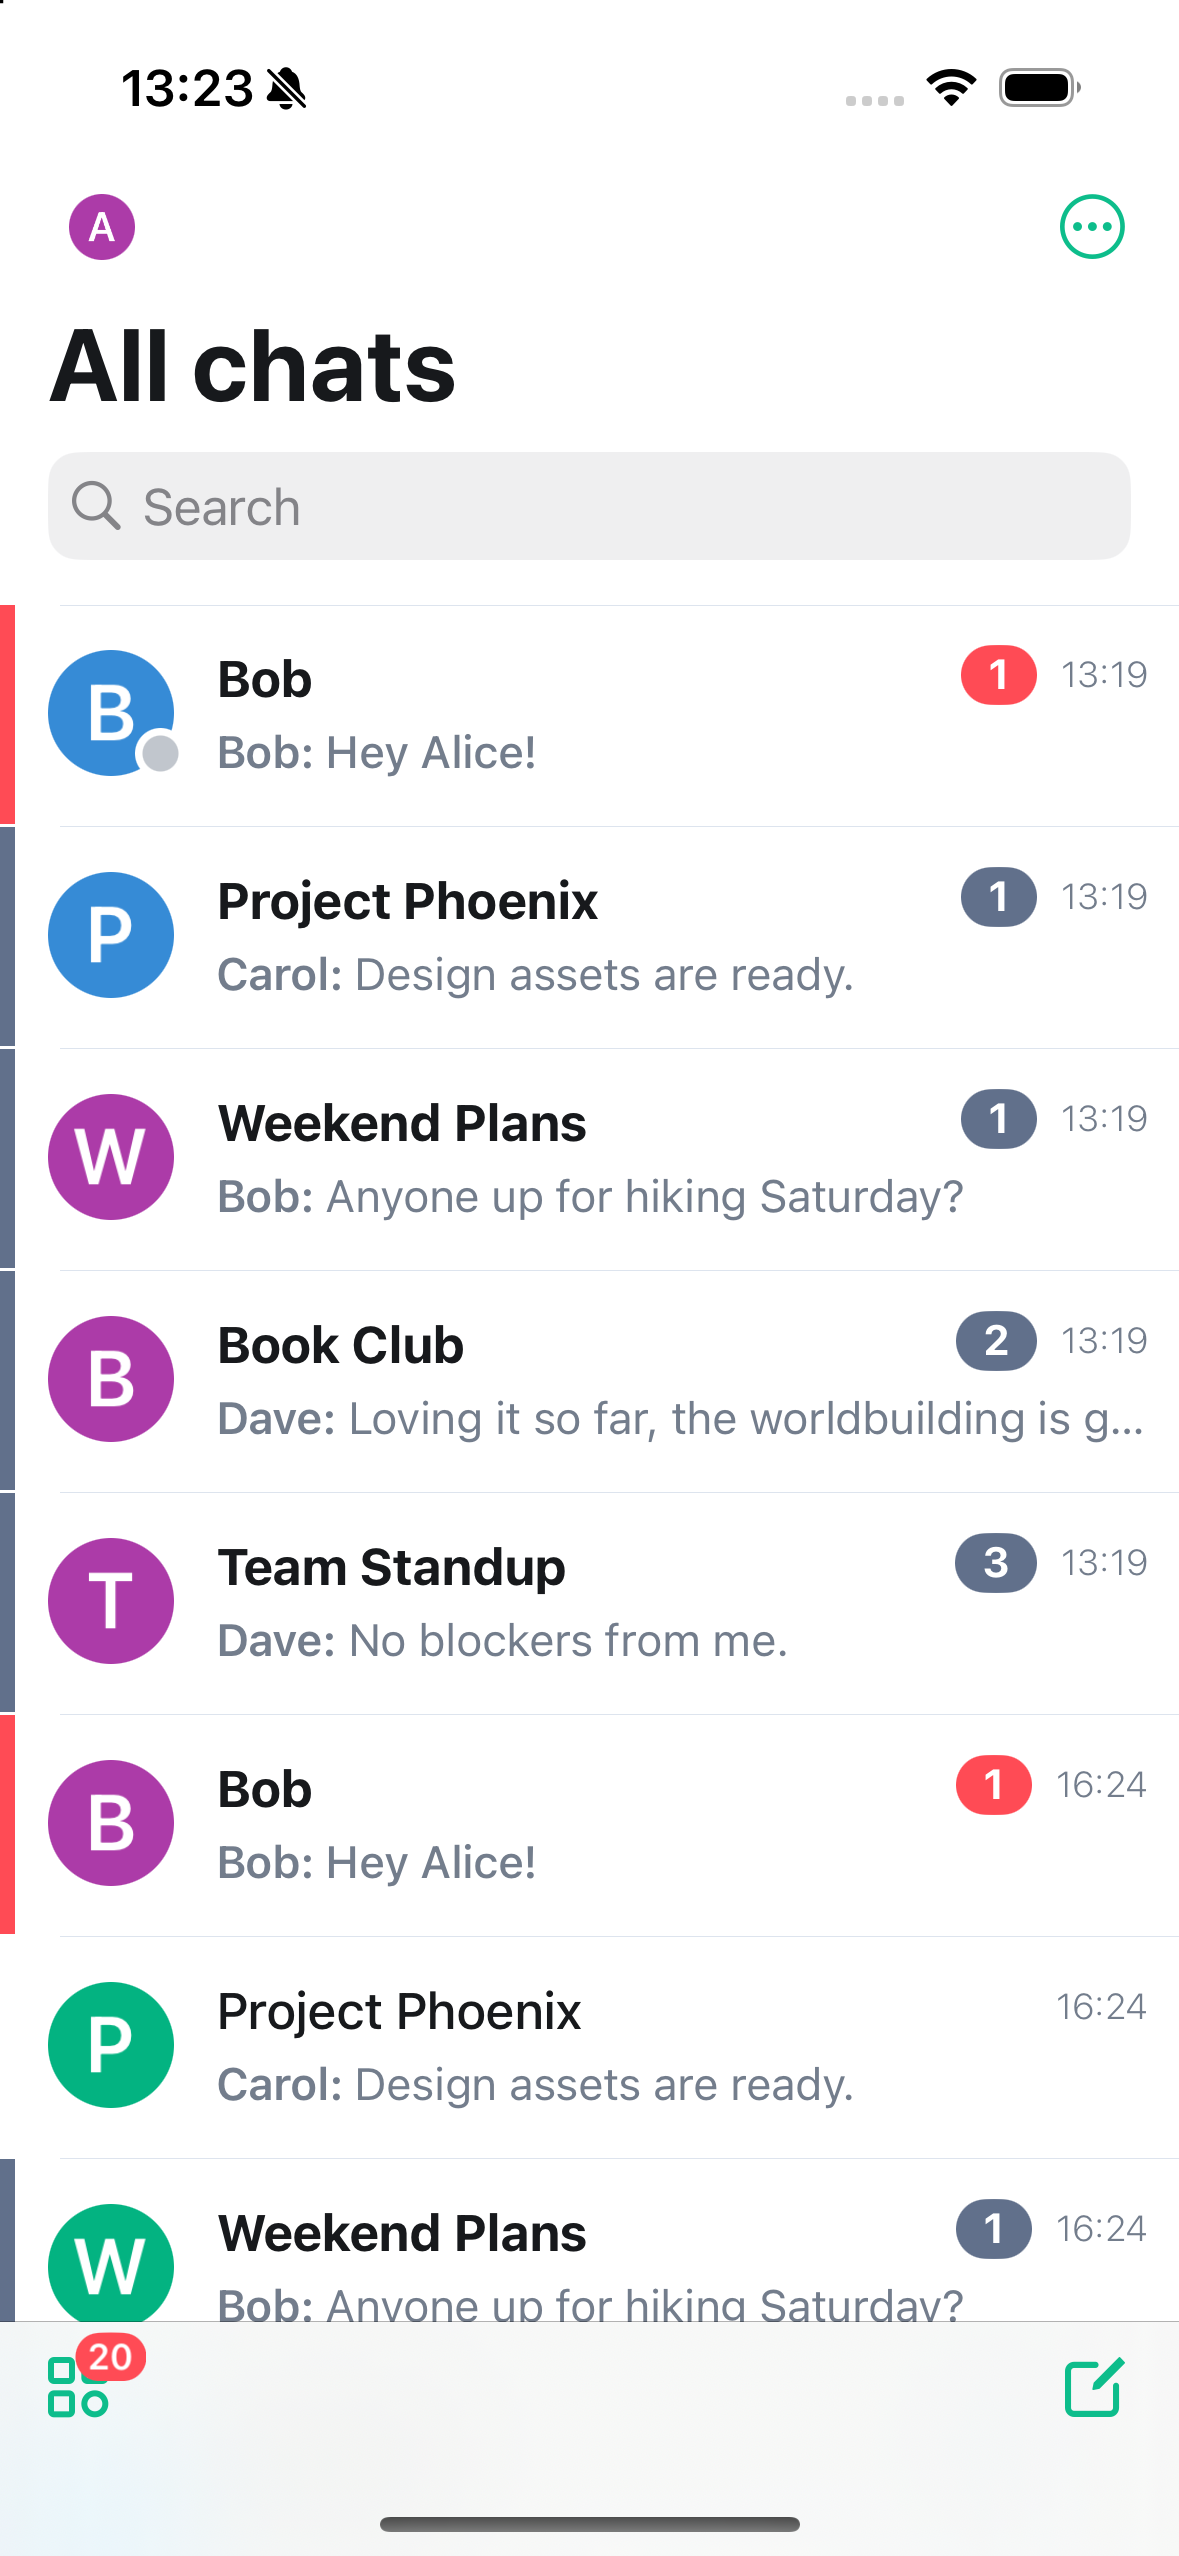 13:23
A
All chats
Search
B
Bob
1
13:19
Bob: Hey Alice!
P
Project Phoenix
1
13:19
Carol: Design assets are ready.
W
Weekend Plans
1
13:19
Bob: Anyone up for hiking Saturday?
B
Book Club
2
13:19
Dave: Loving it so far, the worldbuilding is g...
T
Team Standup
3
13:19
Dave: No blockers from me.
B
Bob
1
16:24
Bob: Hey Alice!
P
Project Phoenix
16:24
Carol: Design assets are ready.
W
Weekend Plans
1
16:24
Bob: Anyone up for hiking Saturday?
20